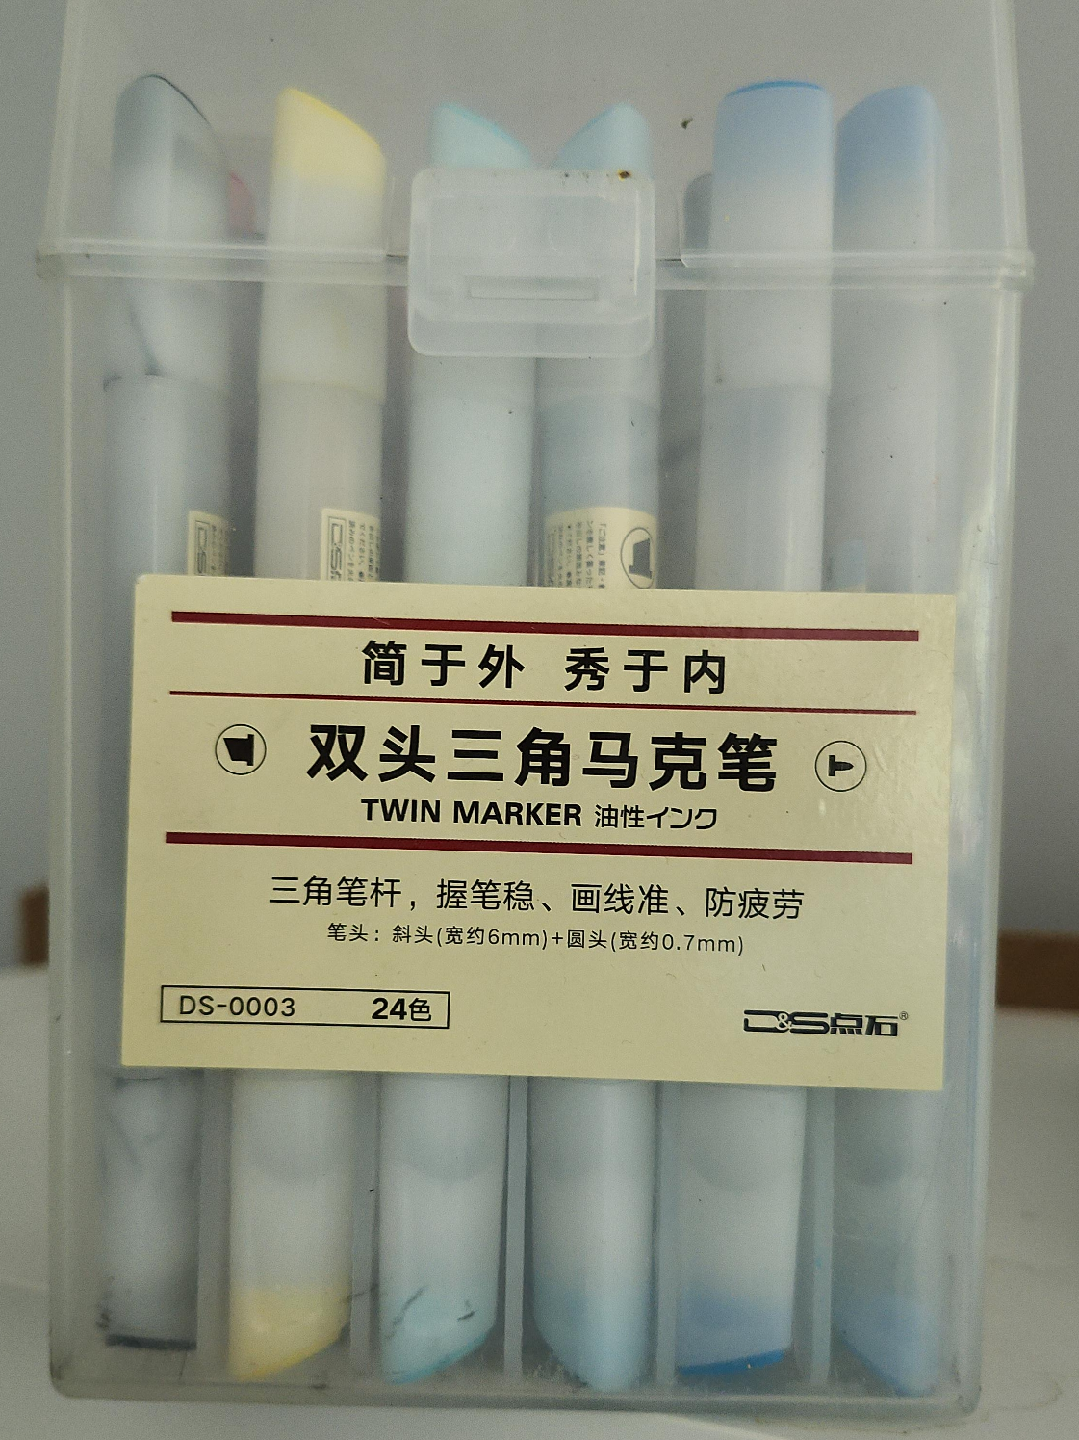 简于外 秀于内
双头三角马克笔
TWIN MARKER 油性インク
三角笔杆，握笔稳、画线准、防疲劳
笔头：斜头(宽约6mm)+圆头(宽约0.7mm)
DS-0003 24色
D&S点石®